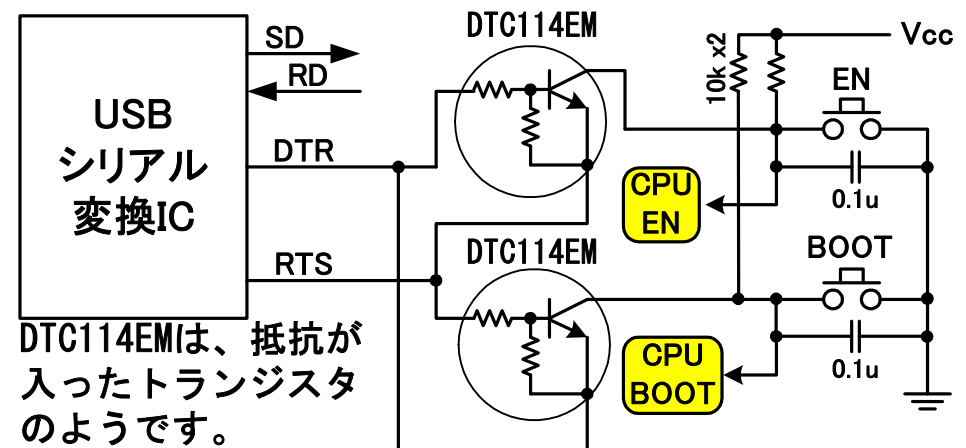 DTC114EM
Vcc
SD
RD
10k x2
EN
USB
シリアル
変換IC
DTR
CPU
EN
0.1u
DTC114EM
BOOT
RTS
DTC114EMは、抵抗が
入ったトランジスタ
のようです。
CPU
BOOT
0.1u